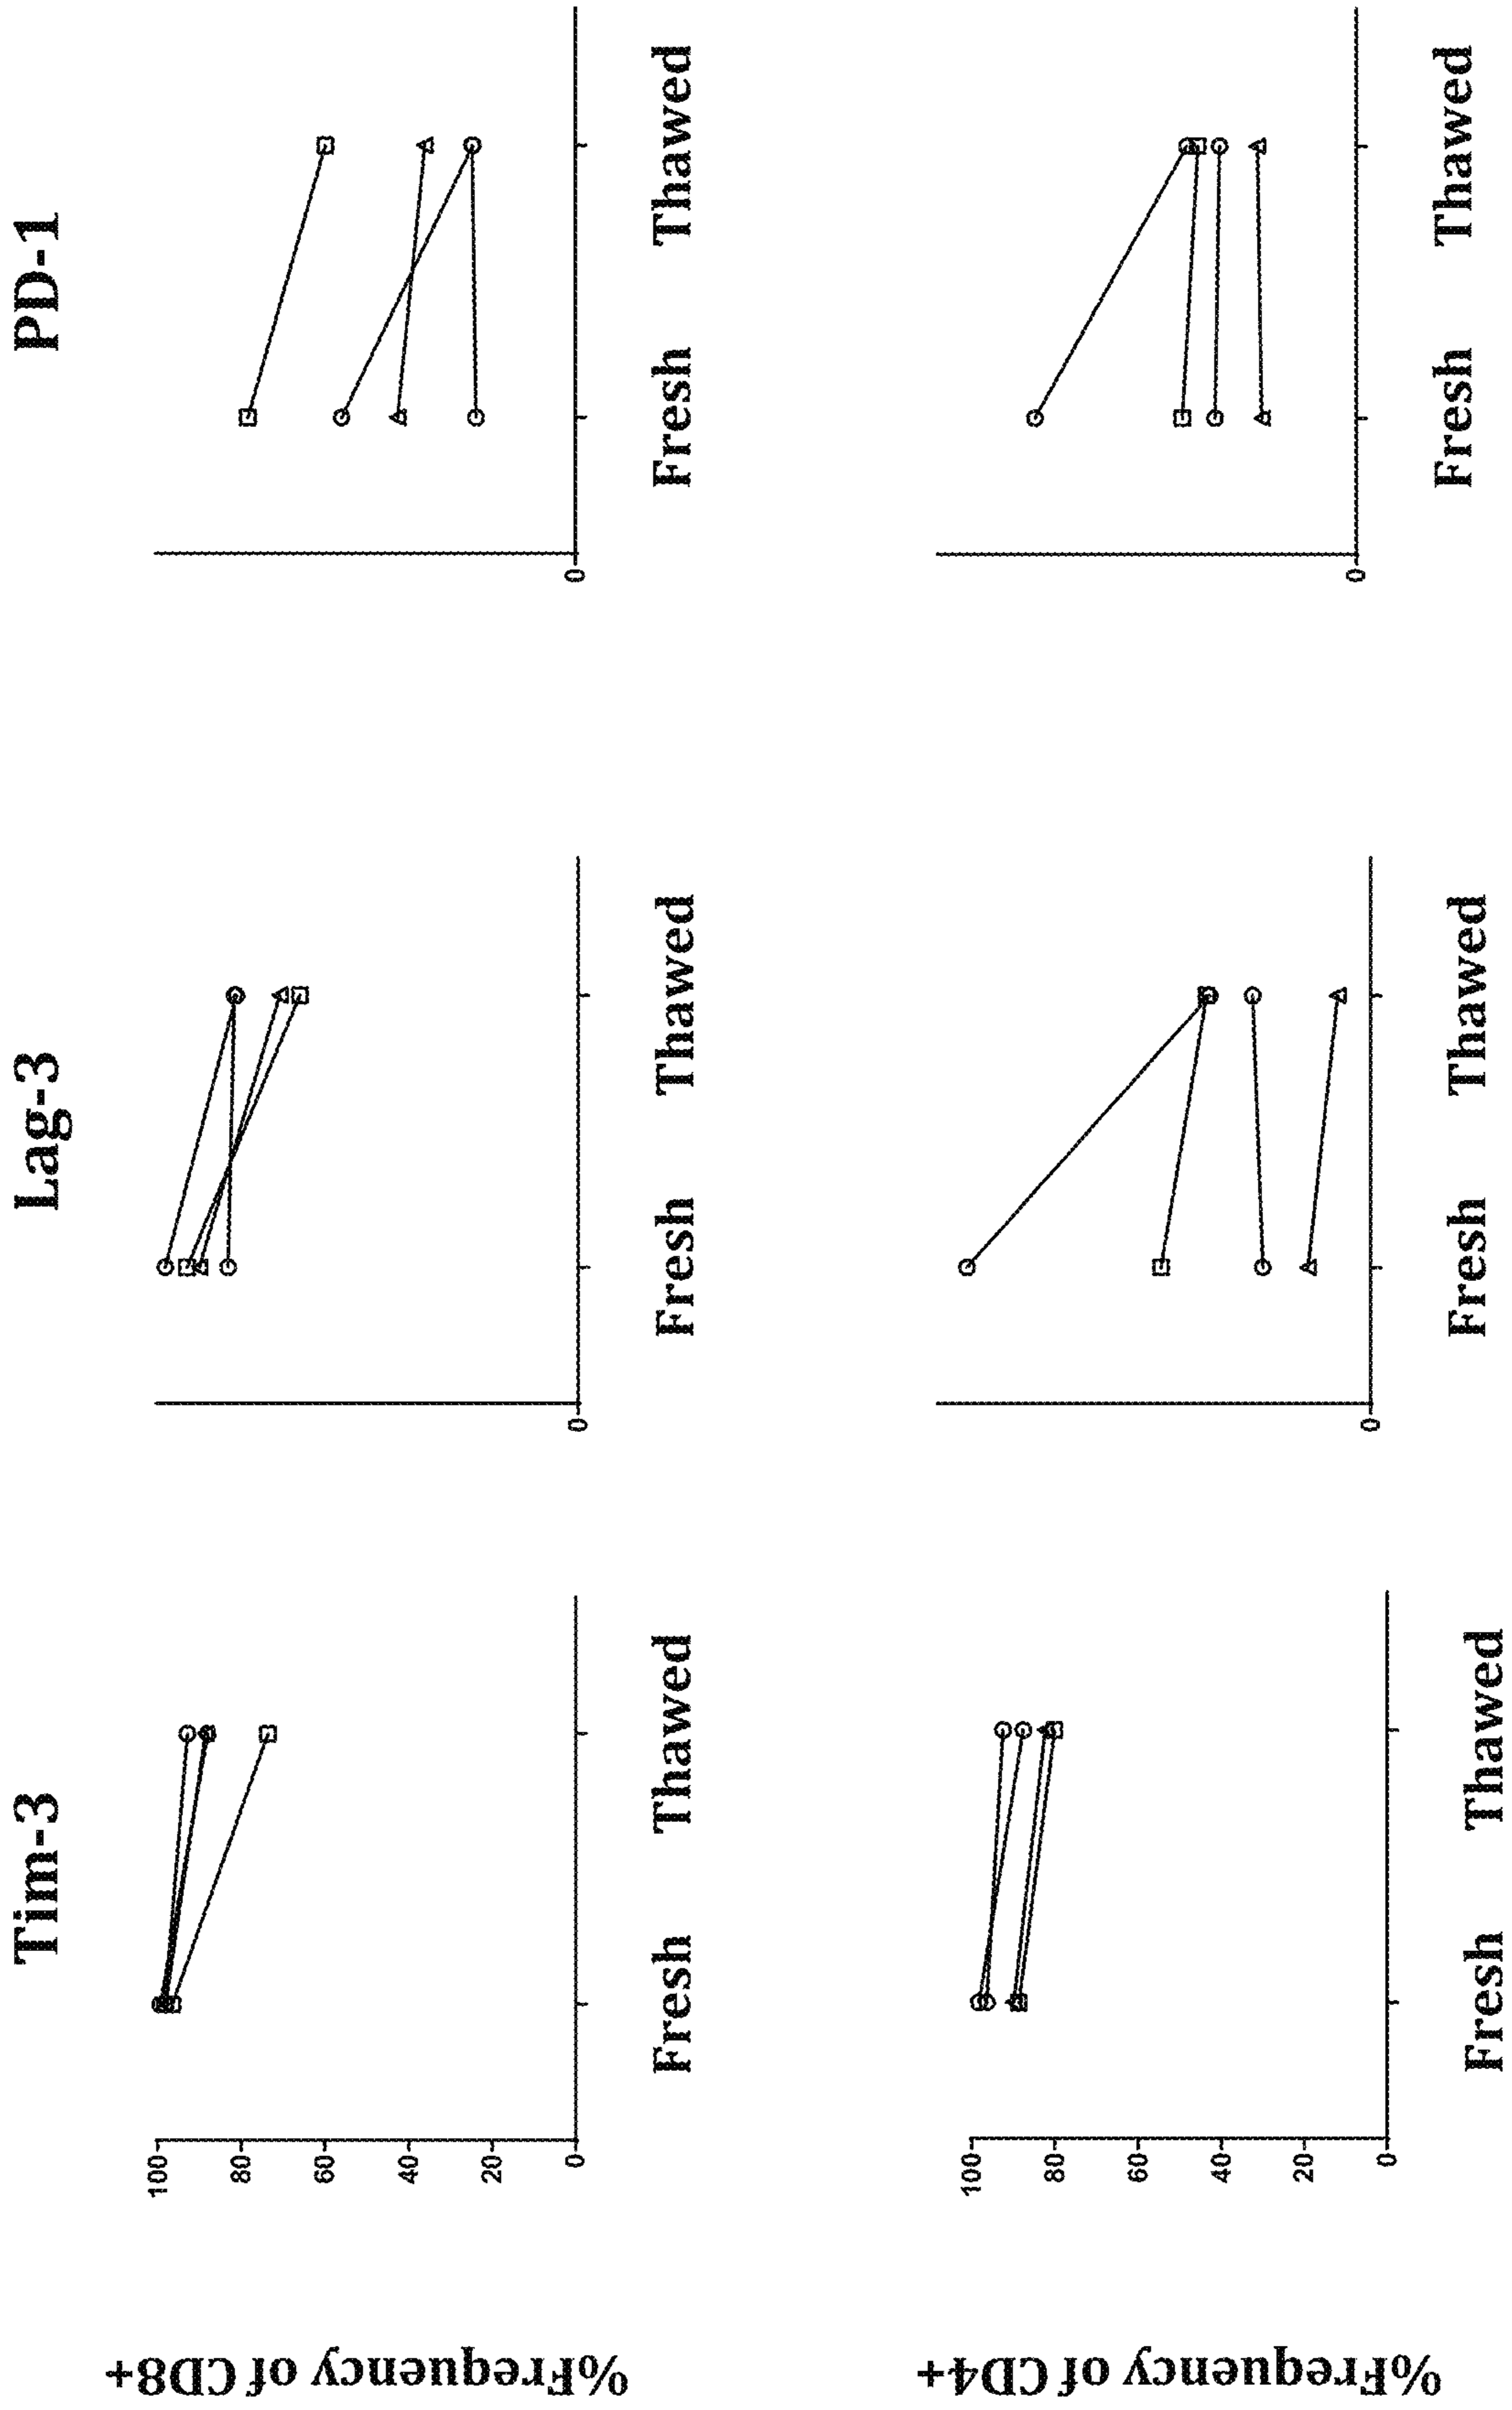 Tim-3
Lag-3
PD-1
%Frequency of CD8+
100
80
60
40
20
0
Fresh
Thawed
0
Fresh
Thawed
0
Fresh
Thawed
%Frequency of CD4+
100
80
60
40
20
0
Fresh
Thawed
0
Fresh
Thawed
0
Fresh
Thawed